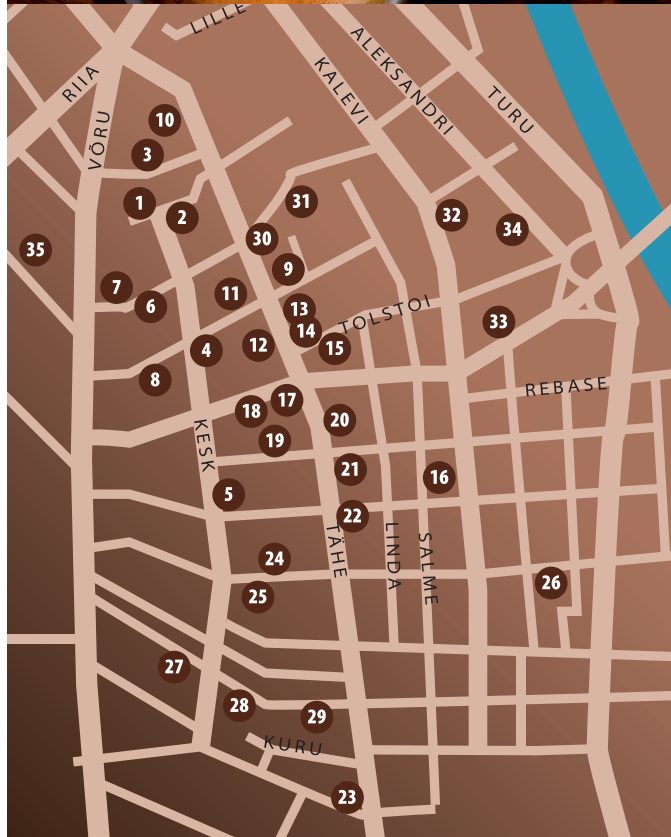 LILLE
RIIA
KALEVI
ALEKSANDRI
TURU
VÕRU
10
3
1
2
31
32
34
35
30
9
7
6
11
13
33
14
TOLSTOI
4
12
15
8
REBASE
17
18
20
19
KESK
21
16
5
22
TÄHE
LINDA
SALME
24
26
25
27
28
29
KURU
23